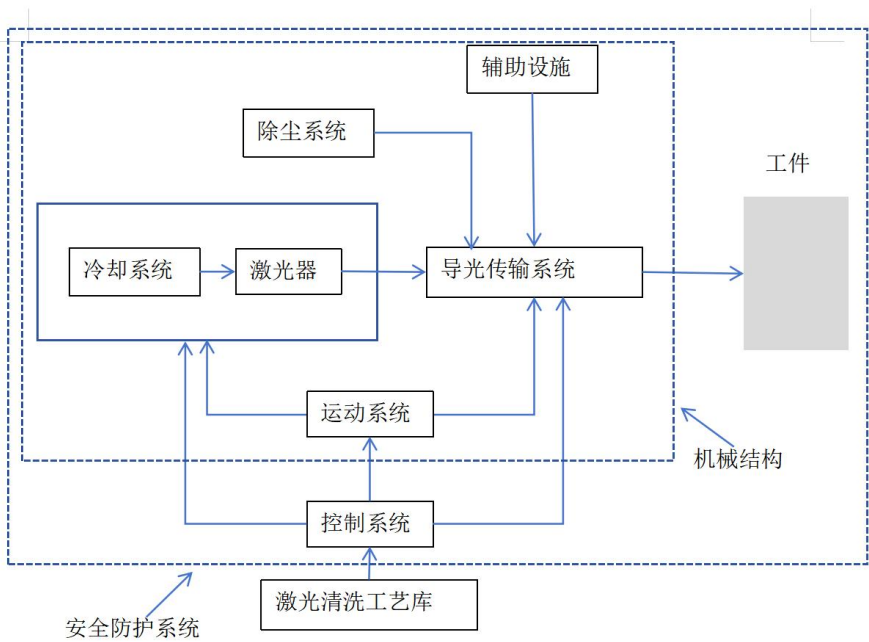 辅助设施
除尘系统
工件
冷却系统
激光器
导光传输系统
运动系统
机械结构
控制系统
激光清洗工艺库
安全防护系统